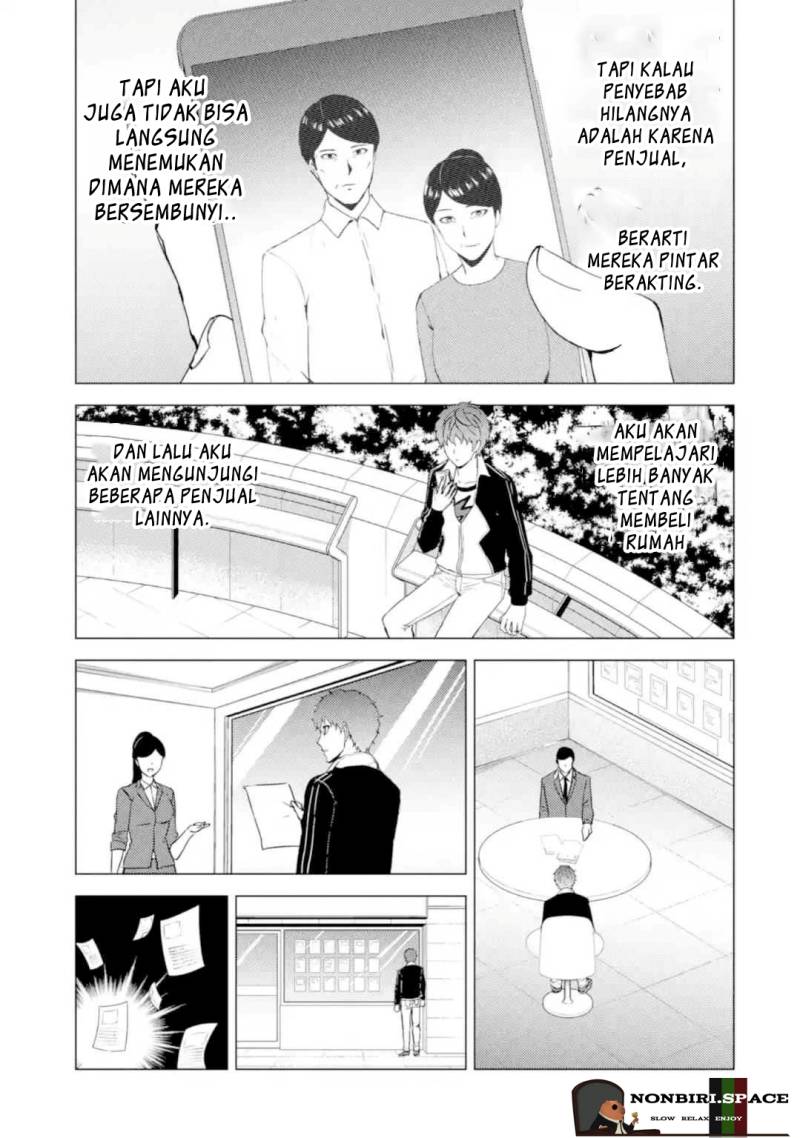 TAPI KALAU
PENYEBAB
HILANGNYA
ADALAH KARENA
PENJUAL,
BERARTI
MEREKA PINTAR
BERAKTING.
TAPI AKU
JUGA TIDAK BISA
LANGSUNG
MENEMUKAN
DIMANA MEREKA
BERSEMBUNYI..
AKU AKAN
MEMPELAJARI
LEBIH BANYAK
TENTANG
MEMBELI
RUMAH
DAN LALU AKU
AKAN MENGUNJUNGI
BEBERAPA PENJUAL
LAINNYA.
NONBIRI.SPACE
SLOW RELAX ENJOY